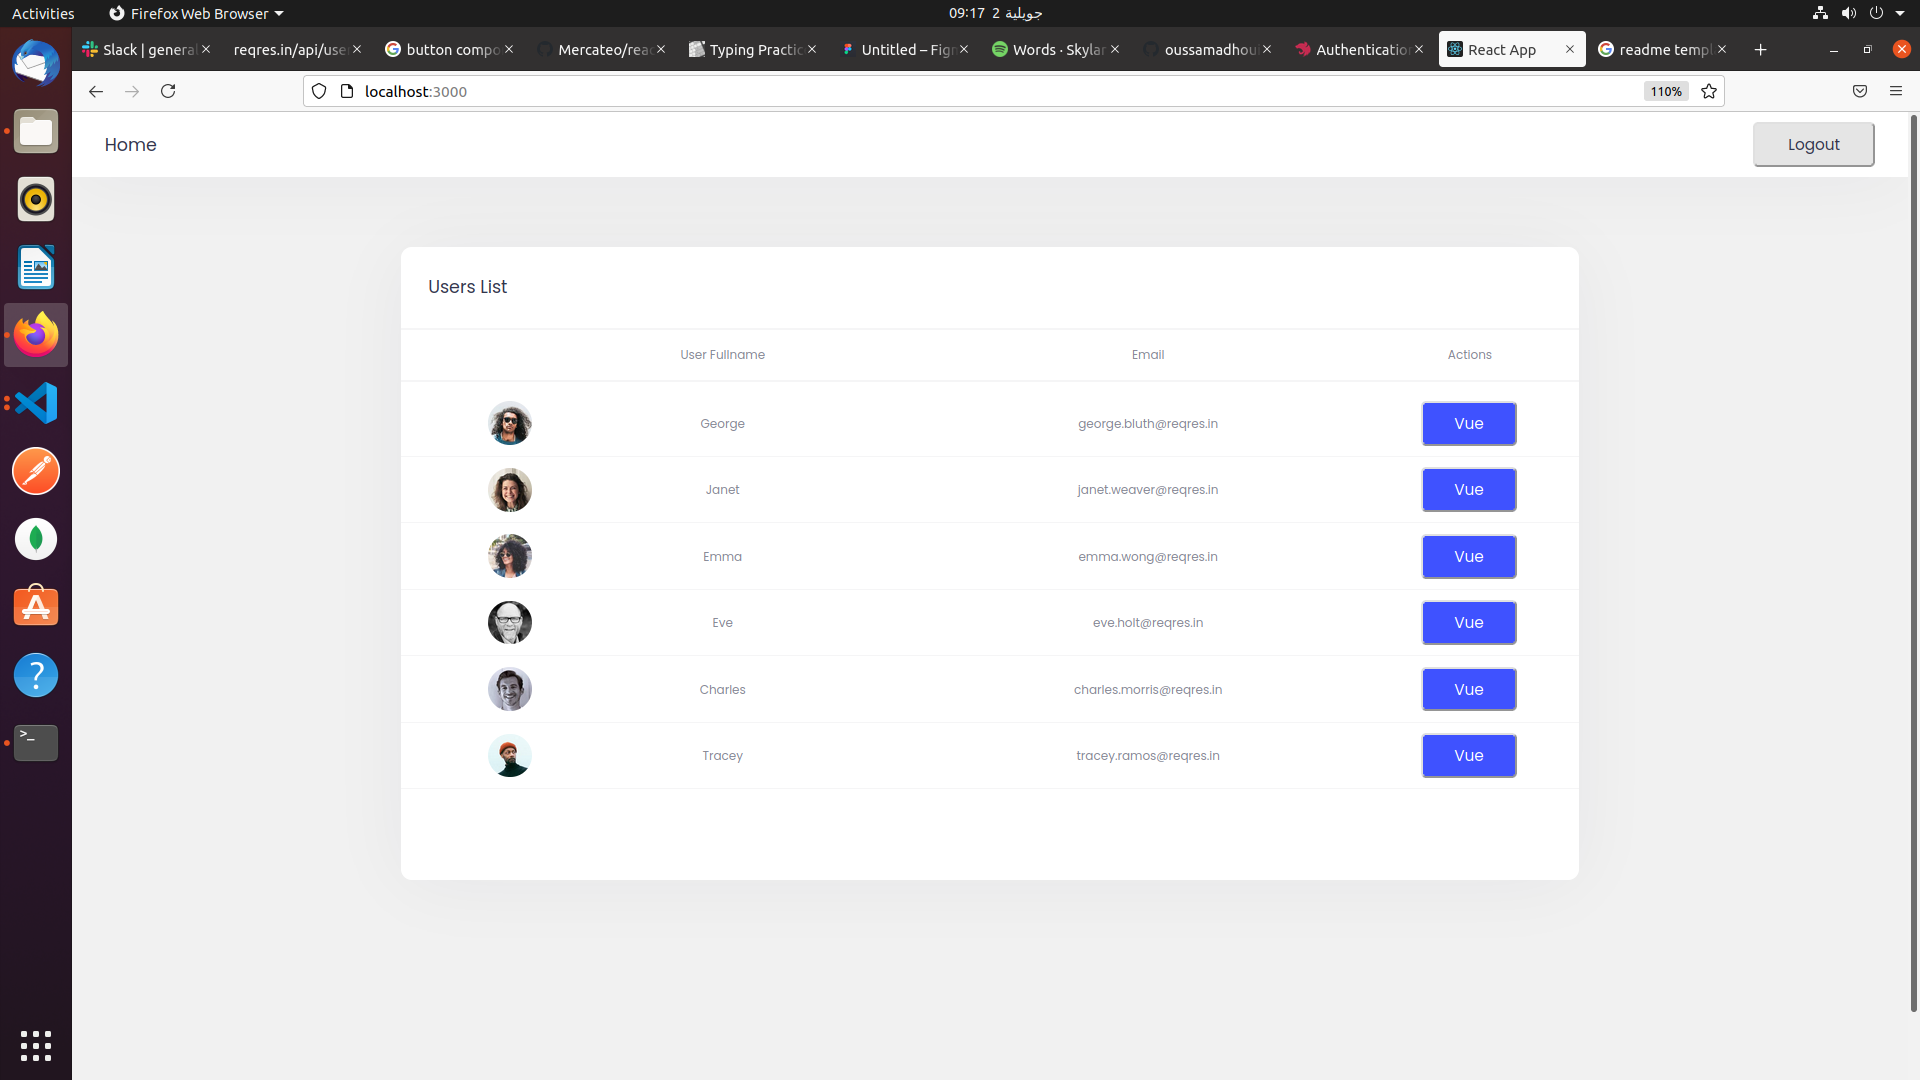 Activities
Firefox Web Browser
09:17 2 جويلية
Slack | general
reqres.in/api/use
button compo
Mercateo/reac
Typing Practic
Untitled – Fig
Words · Skylar
oussamadhou
Authentication
React App
readme templ
localhost:3000
110%
Home
Logout
Users List
User Fullname
Email
Actions
George
george.bluth@reqres.in
Vue
Janet
janet.weaver@reqres.in
Vue
Emma
emma.wong@reqres.in
Vue
Eve
eve.holt@reqres.in
Vue
Charles
charles.morris@reqres.in
Vue
Tracey
tracey.ramos@reqres.in
Vue